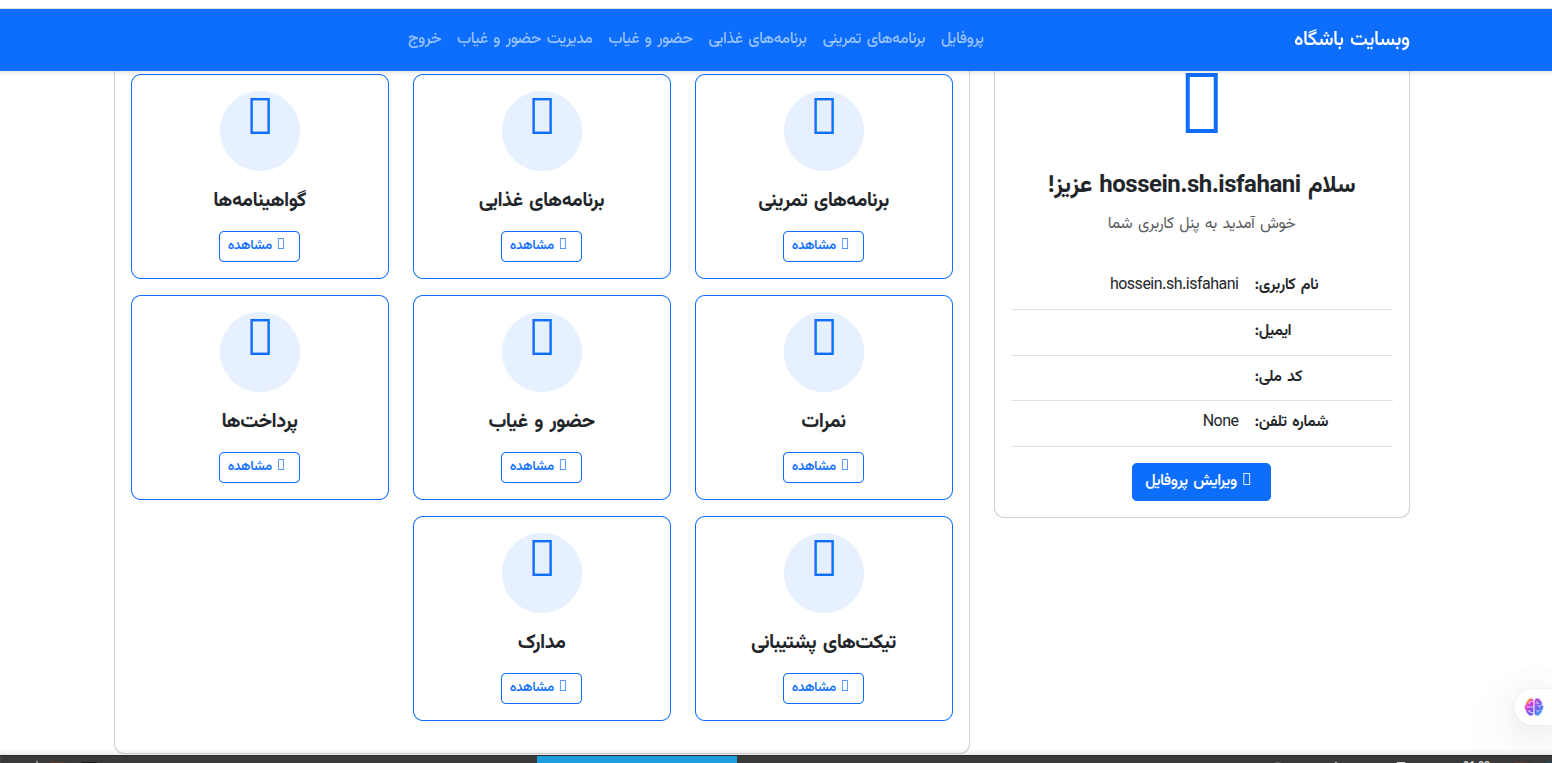 وبسایت باشگاه
پروفایل برنامه‌های تمرینی برنامه‌های غذایی حضور و غیاب مدیریت حضور و غیاب خروج
سلام hossein.sh.isfahani عزیز!
خوش آمدید به پنل کاربری شما
نام کاربری: hossein.sh.isfahani
ایمیل:
کد ملی:
شماره تلفن: None
ویرایش پروفایل
برنامه‌های تمرینی
مشاهده
برنامه‌های غذایی
مشاهده
گواهینامه‌ها
مشاهده
نمرات
مشاهده
حضور و غیاب
مشاهده
پرداخت‌ها
مشاهده
تیکت‌های پشتیبانی
مشاهده
مدارک
مشاهده